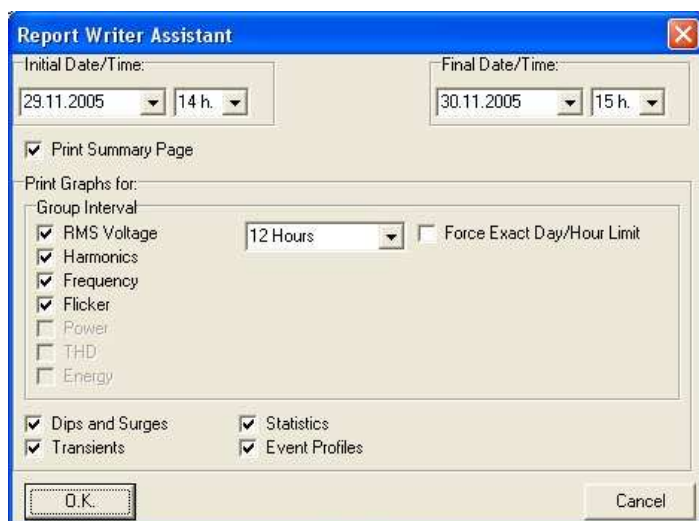 Report Writer Assistant
Initial Date/Time:
Final Date/Time:
29.11.2005
14 h.
30.11.2005
15 h.
Print Summary Page
Print Graphs for:
Group Interval
RMS Voltage
12 Hours
Force Exact Day/Hour Limit
Harmonics
Frequency
Flicker
Power
THD
Energy
Dips and Surges
Statistics
Transients
Event Profiles
O.K.
Cancel